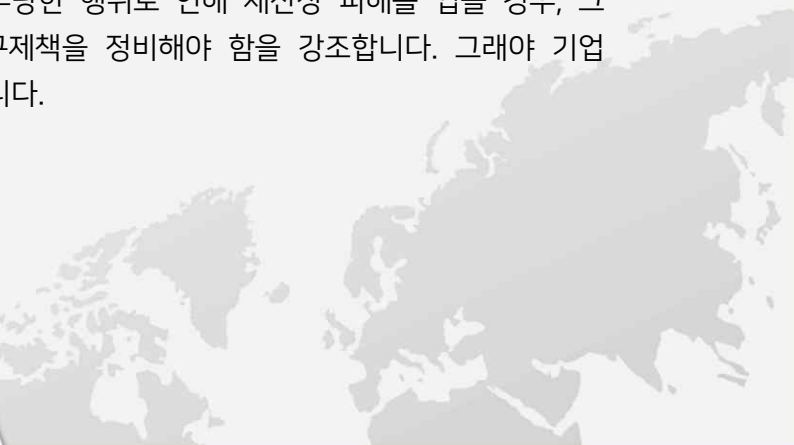 부당한 행위로 인해 재산상 피해를 입을 경우, 그
구제책을 정비해야 함을 강조합니다. 그래야 기업
니다.